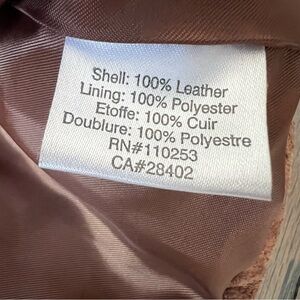 Shell: 100% Leather
Lining: 100% Polyester
Etoffe: 100% Cuir
Doublure: 100% Polyestre
RN#110253
CA#28402